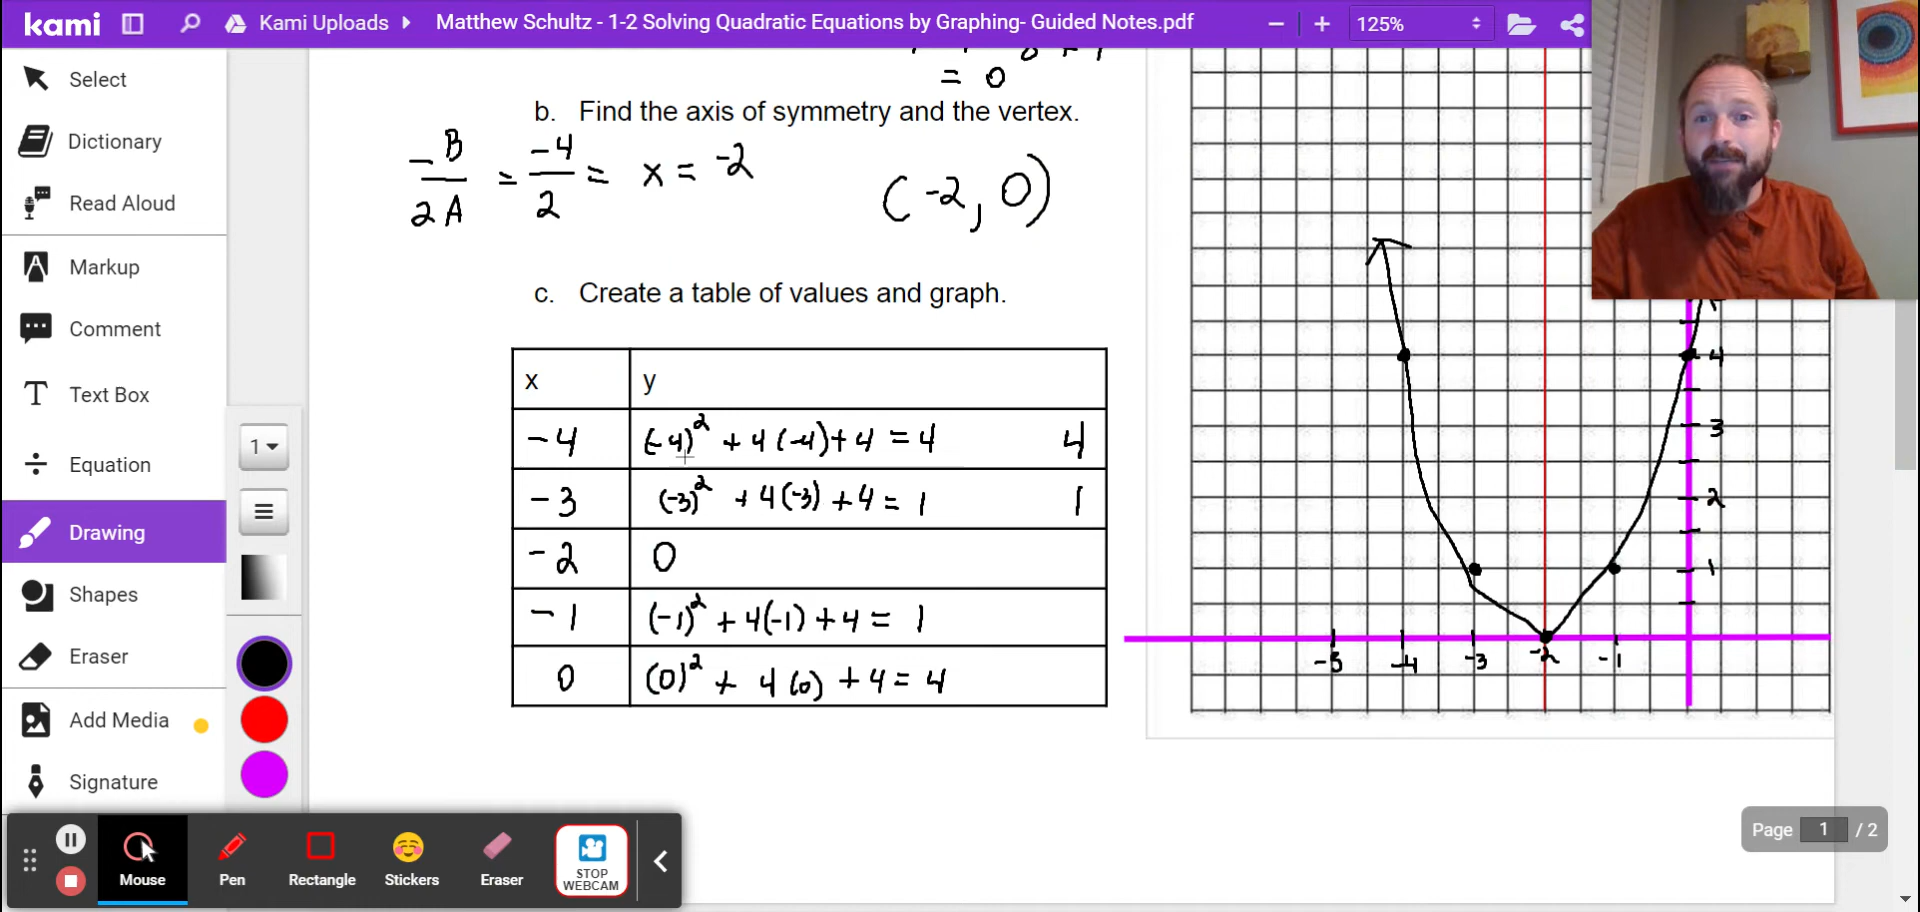 kami Kami Uploads Matthew Schultz - 1-2 Solving Quadratic Equations by Graphing- Guided Notes.pdf 125%
Select
Dictionary
Read Aloud
Markup
Comment
Text Box
Equation
Drawing
Shapes
Eraser
Add Media
Signature
1
= 0
b. Find the axis of symmetry and the vertex.
-B/2A = -4/2 = x = -2 (-2, 0)
c. Create a table of values and graph.
x y
-4 (-4)² + 4(-4) + 4 = 4 4
-3 (-3)² + 4(-3) + 4 = 1 1
-2 0
-1 (-1)² + 4(-1) + 4 = 1
0 (0)² + 4(0) + 4 = 4
4
3
2
1
-5 -4 -3 -2 -1
Page 1 / 2
Mouse Pen Rectangle Stickers Eraser STOP
WEBCAM